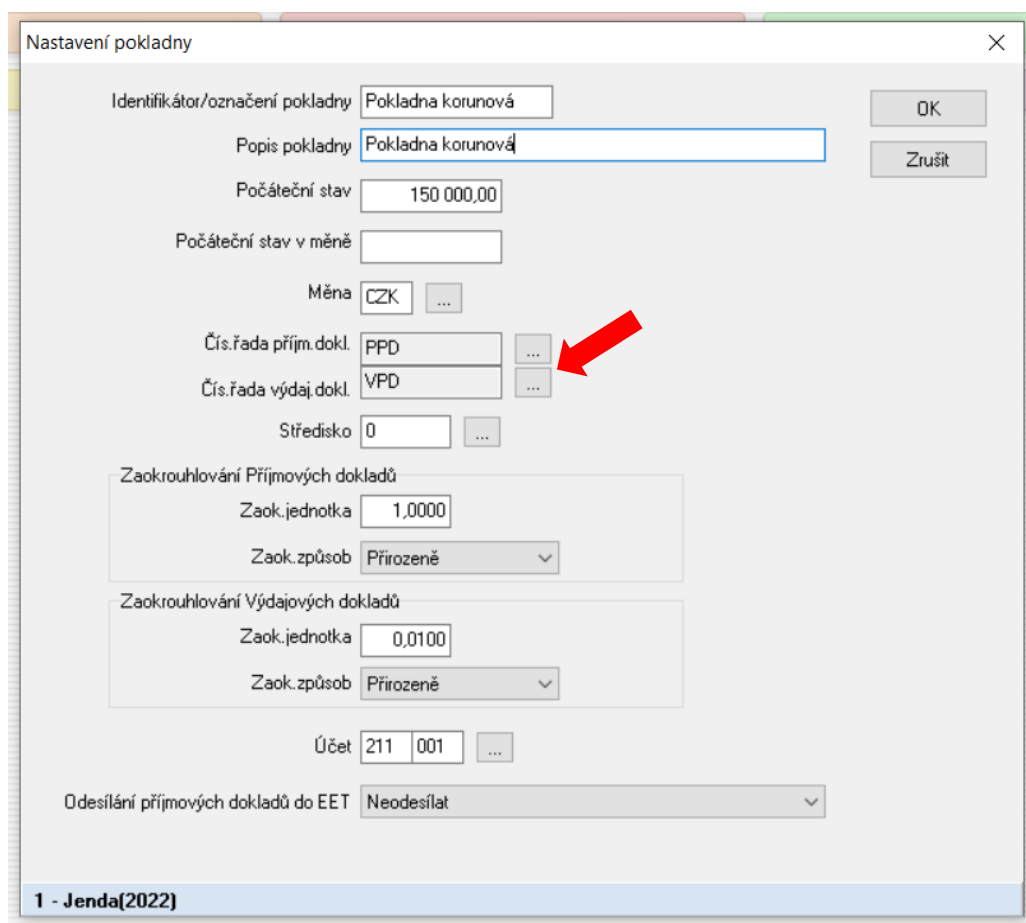 Nastavení pokladny
Identifikátor/označení pokladny Pokladna korunová
OK
Popis pokladny Pokladna korunová
Zrušit
Počáteční stav 150 000,00
Počáteční stav v měně
Měna CZK ...
Čís.řada příjm.dokl. PPD ...
Čís.řada výdaj.dokl. VPD ...
Středisko 0 ...
Zaokrouhlování Příjmových dokladů
Zaok.jednotka 1,0000
Zaok.způsob Přirozeně
Zaokrouhlování Výdajových dokladů
Zaok.jednotka 0,0100
Zaok.způsob Přirozeně
Účet 211 001 ...
Odesílání příjmových dokladů do EET Neodesílat
1 - Jenda(2022)